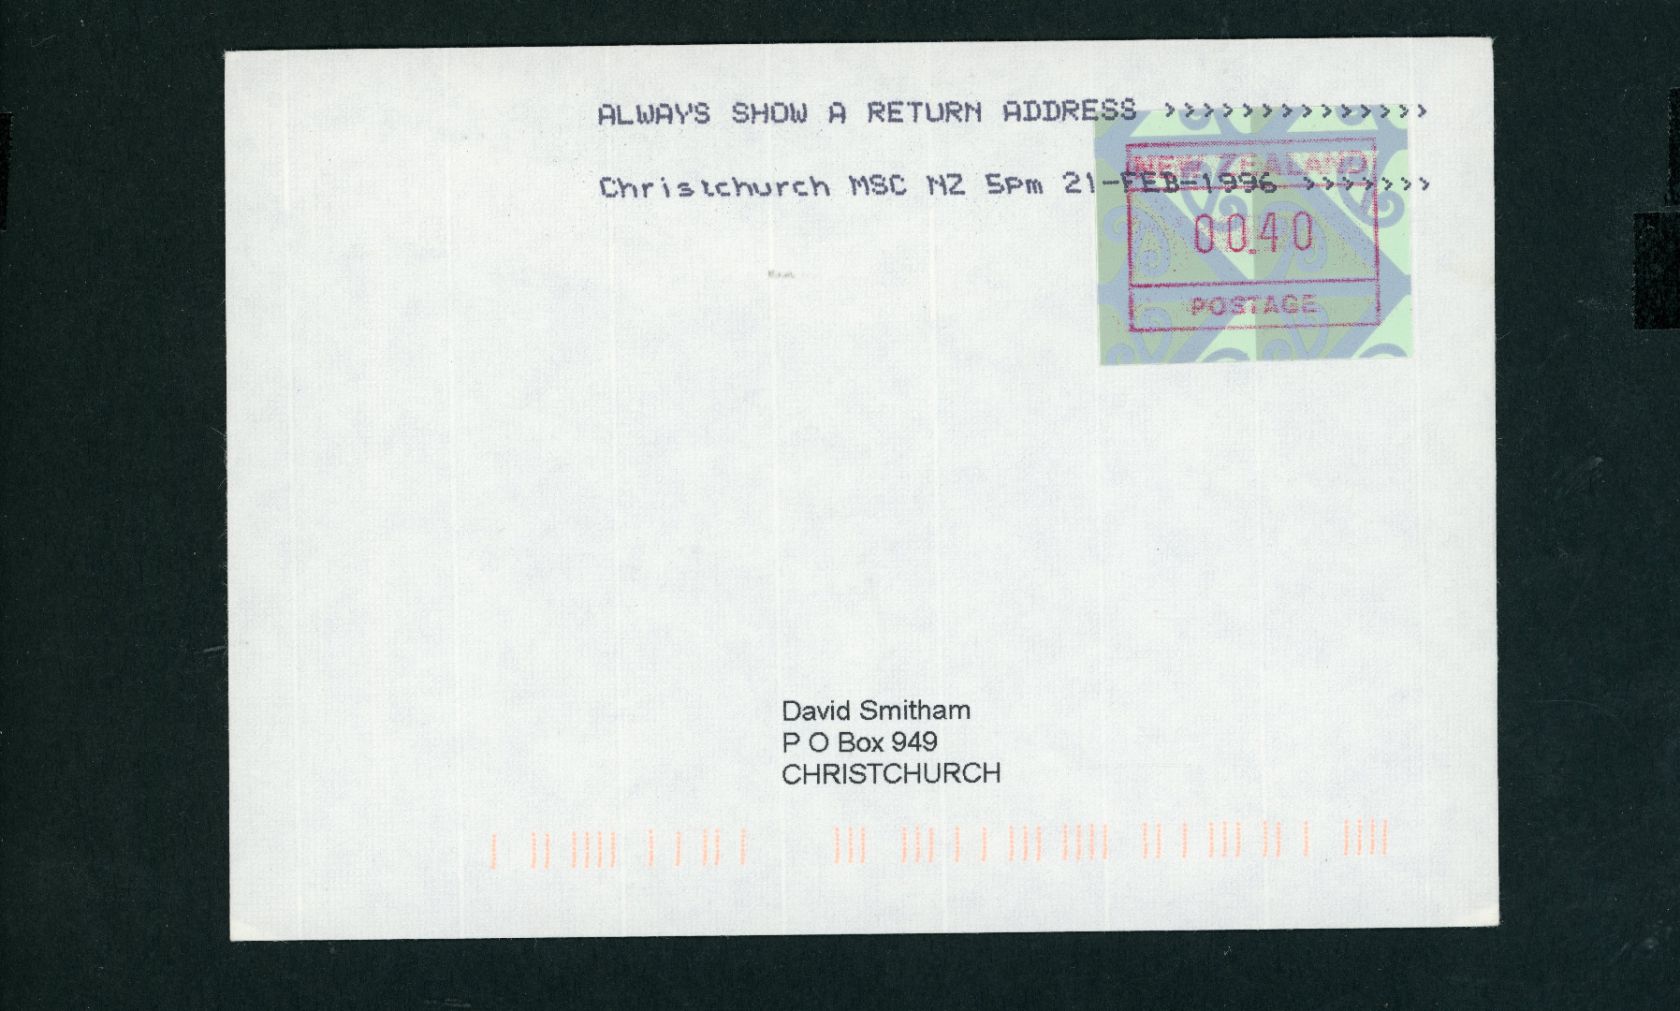 ALWAYS SHOW A RETURN ADDRESS >>>>>>>>>>>>>>
Christchurch MSC NZ 5pm 21-FEB-1996 >>>>>>>
NEW ZEALAND
00.40
POSTAGE
David Smitham
P O Box 949
CHRISTCHURCH